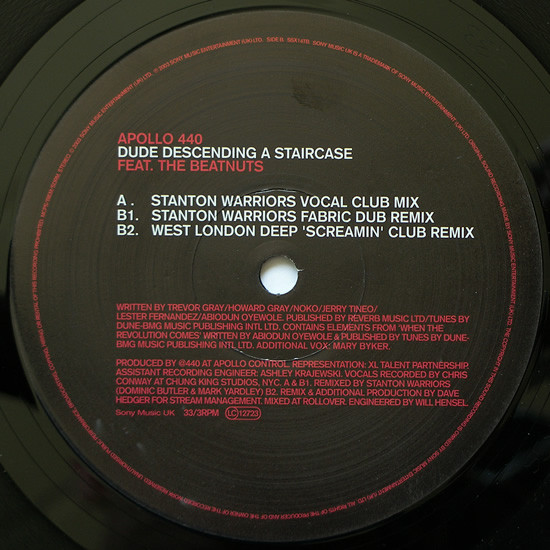 APOLLO 440
DUDE DESCENDING A STAIRCASE
FEAT. THE BEATNUTS
A. STANTON WARRIORS VOCAL CLUB MIX
B1. STANTON WARRIORS FABRIC DUB REMIX
B2. WEST LONDON DEEP 'SCREAMIN' CLUB REMIX
WRITTEN BY TREVOR GRAY/HOWARD GRAY/NOKO/JERRY TINEO/
LESTER FERNANDEZ/ABIODUN OYEWOLE. PUBLISHED BY REVERB MUSIC LTD/TUNES BY
DUNE-BMG MUSIC PUBLISHING INTL LTD. CONTAINS ELEMENTS FROM 'WHEN THE
REVOLUTION COMES' WRITTEN BY ABIODUN OYEWOLE & PUBLISHED BY TUNES BY DUNE-
BMG MUSIC PUBLISHING INTL. LTD. ADDITIONAL VOX: MARY BYKER.
PRODUCED BY @440 AT APOLLO CONTROL. REPRESENTATION: XL TALENT PARTNERSHIP.
ASSISTANT RECORDING ENGINEER: ASHLEY KRAJEWSKI. VOCALS RECORDED BY CHRIS
CONWAY AT CHUNG KING STUDIOS, NYC. A & B1. REMIXED BY STANTON WARRIORS
(DOMINIC BUTLER & MARK YARDLEY) B2. REMIX & ADDITIONAL PRODUCTION BY DAVE
HEDGER FOR STREAM MANAGEMENT. MIXED AT ROLLOVER. ENGINEERED BY WILL HENSEL.
Sony Music UK 33/3RPM LC12723